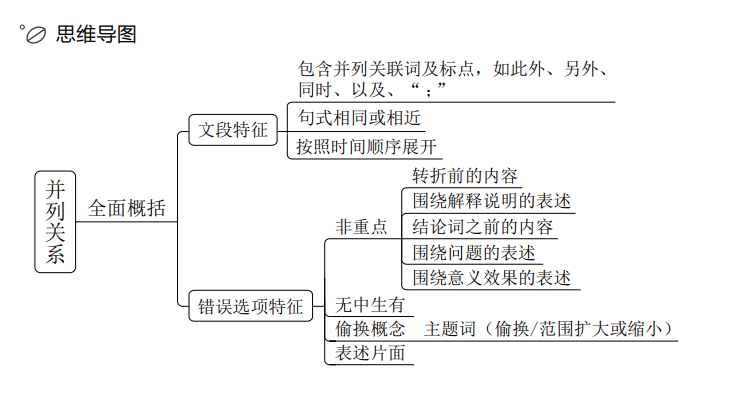 思维导图
包含并列关联词及标点，如此外、另外、
同时、以及、“；”
文段特征
句式相同或相近
按照时间顺序展开
并列关系
全面概括
转折前的内容
围绕解释说明的表述
非重点
结论词之前的内容
围绕问题的表述
围绕意义效果的表述
错误选项特征
无中生有
偷换概念 主题词（偷换/范围扩大或缩小）
表述片面